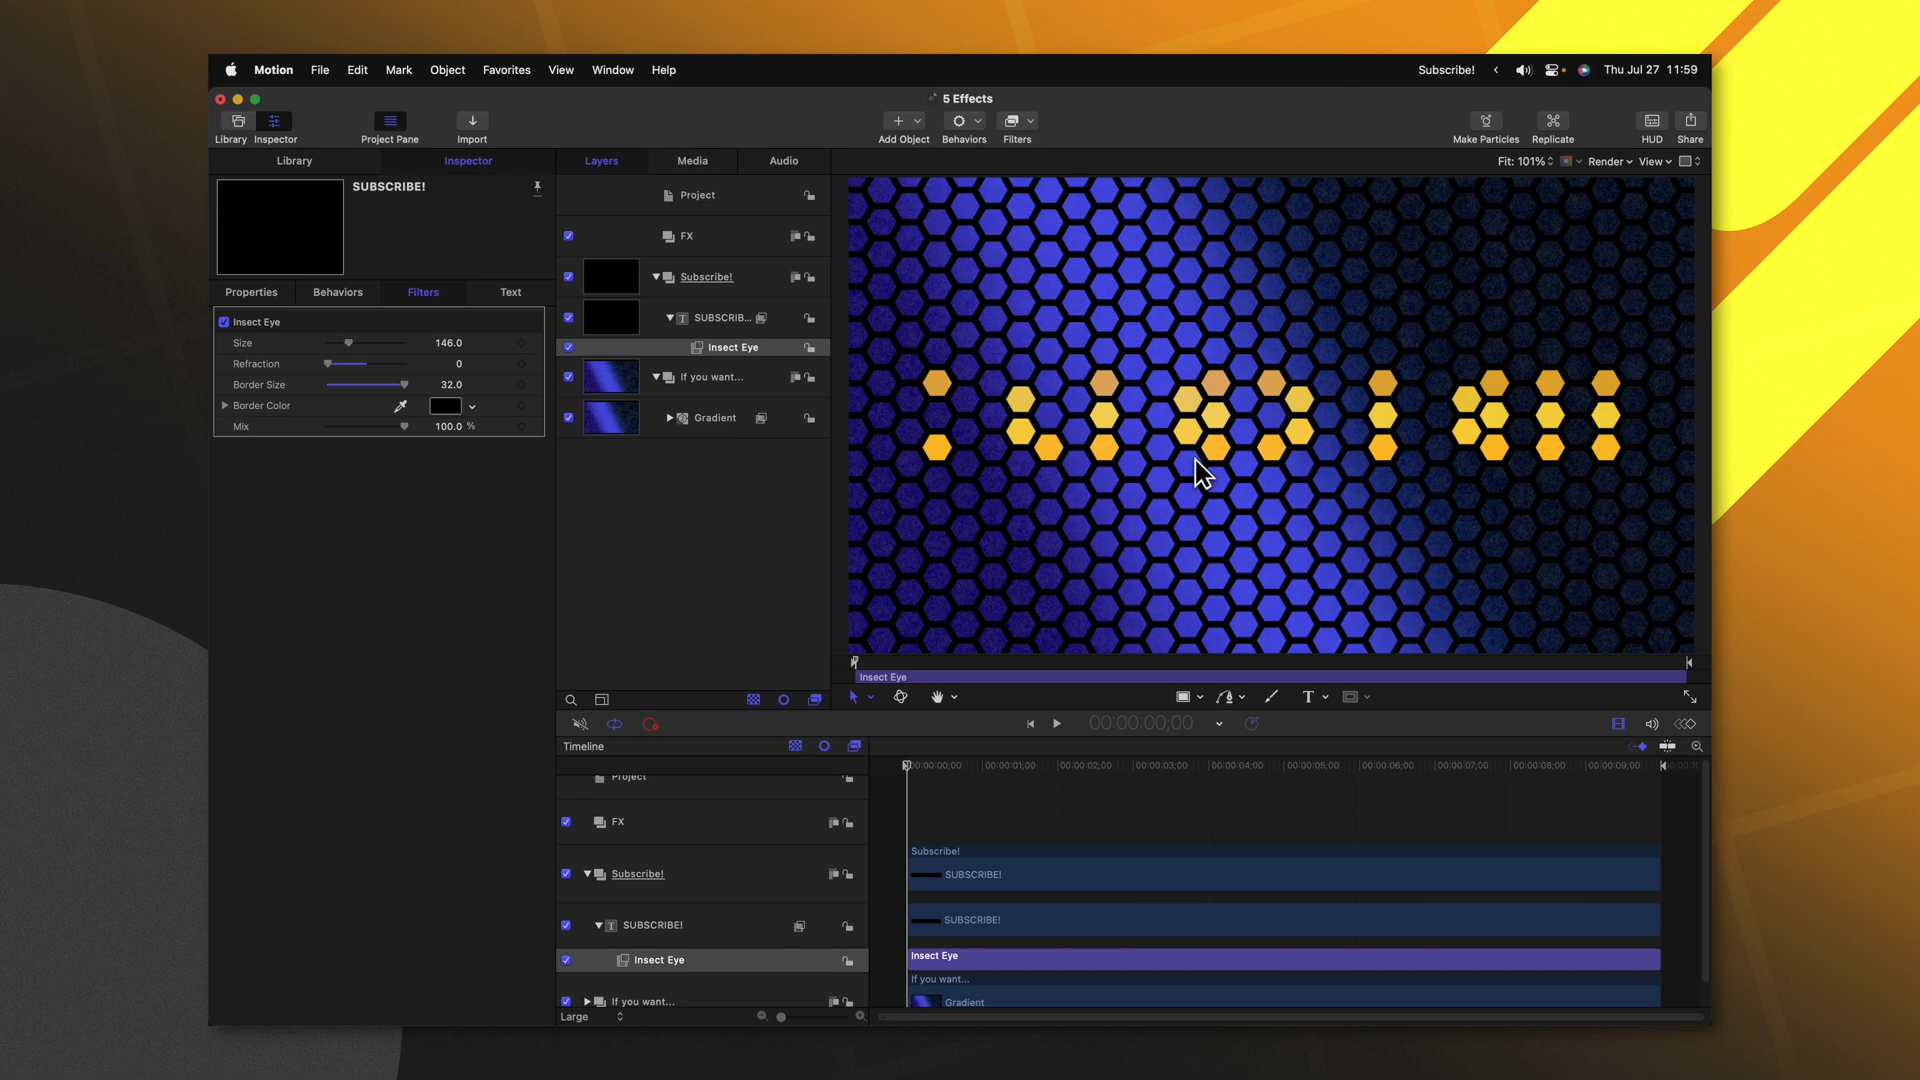 Motion File Edit Mark Object Favorites View Window Help
Subscribe! Thu Jul 27 11:59
5 Effects
Library Inspector Project Pane Import Add Object Behaviors Filters Make Particles Replicate HUD Share
Library Inspector Layers Media Audio
Fit: 101% Render View
SUBSCRIBE!
Project
FX
Subscribe!
Properties Behaviors Filters Text
Insect Eye
Size 146.0
Refraction 0
Border Size 32.0
Border Color
Mix 100.0 %
SUBSCRIB...
Insect Eye
If you want...
Gradient
Insect Eye
00:00:00;00
Timeline
00:00:00;00 00:00:01;00 00:00:02;00 00:00:03;00 00:00:04;00 00:00:05;00 00:00:06;00 00:00:07;00 00:00:08;00 00:00:09;00
Project
FX
Subscribe!
Subscribe!
SUBSCRIBE!
SUBSCRIBE!
SUBSCRIBE!
Insect Eye
Insect Eye
If you want...
If you want...
Gradient
Large